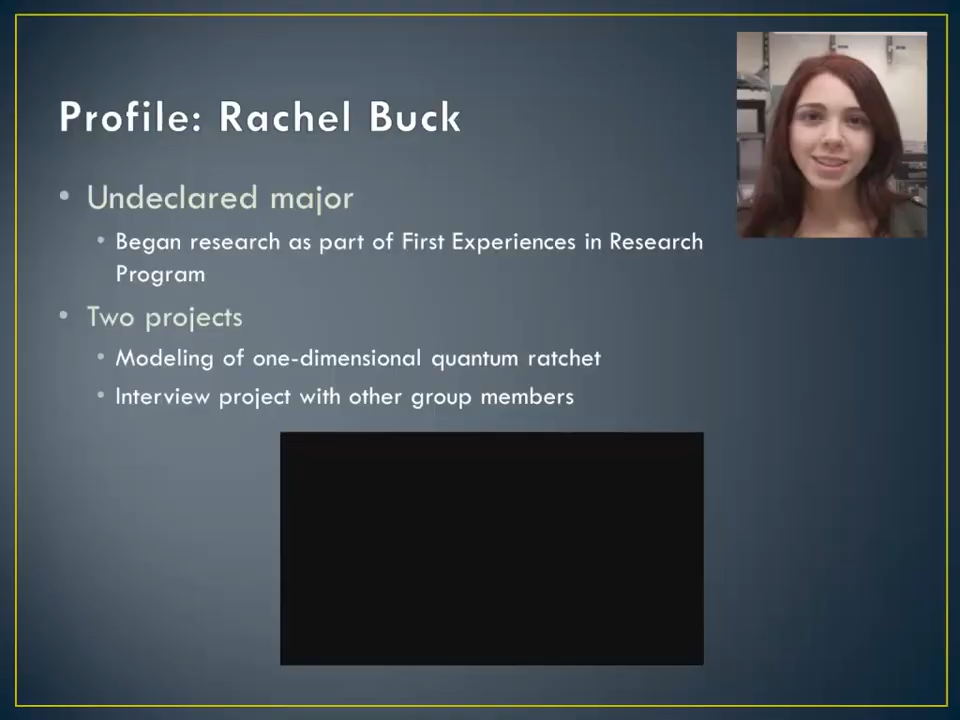 Profile: Rachel Buck
• Undeclared major
• Began research as part of First Experiences in Research
Program
• Two projects
• Modeling of one-dimensional quantum ratchet
• Interview project with other group members